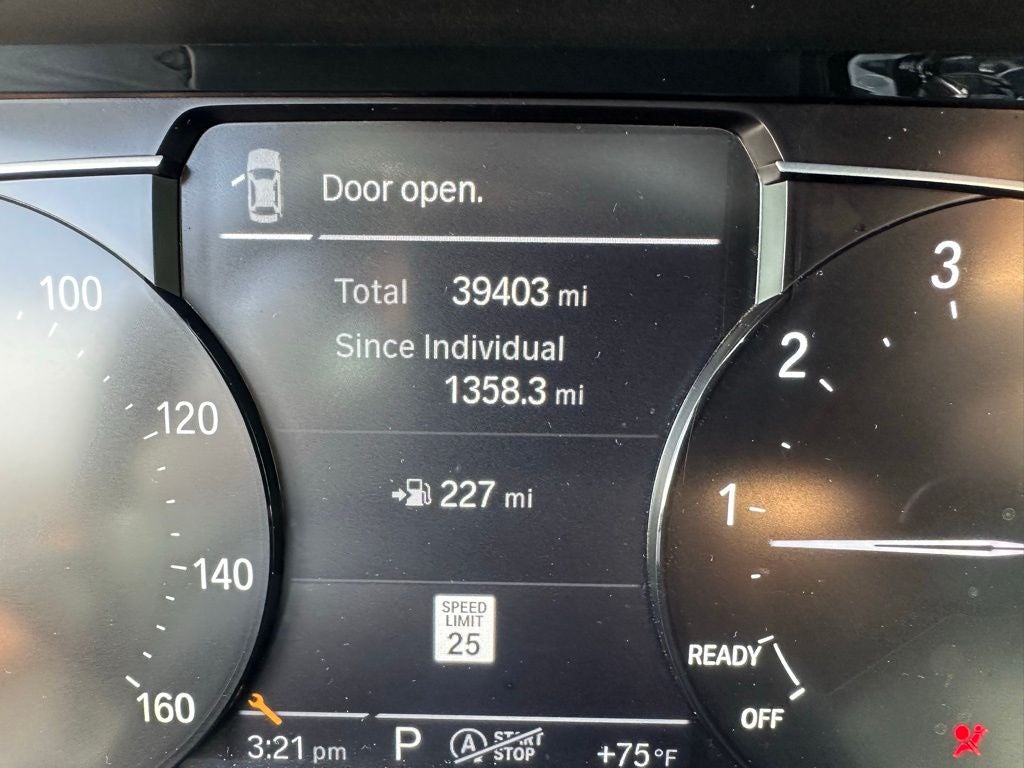 Door open.
Total 39403 mi
Since Individual
1358.3 mi
227 mi
SPEED
LIMIT
25
3:21 pm P A START STOP +75°F
100
120
140
160
3
2
1
READY
OFF